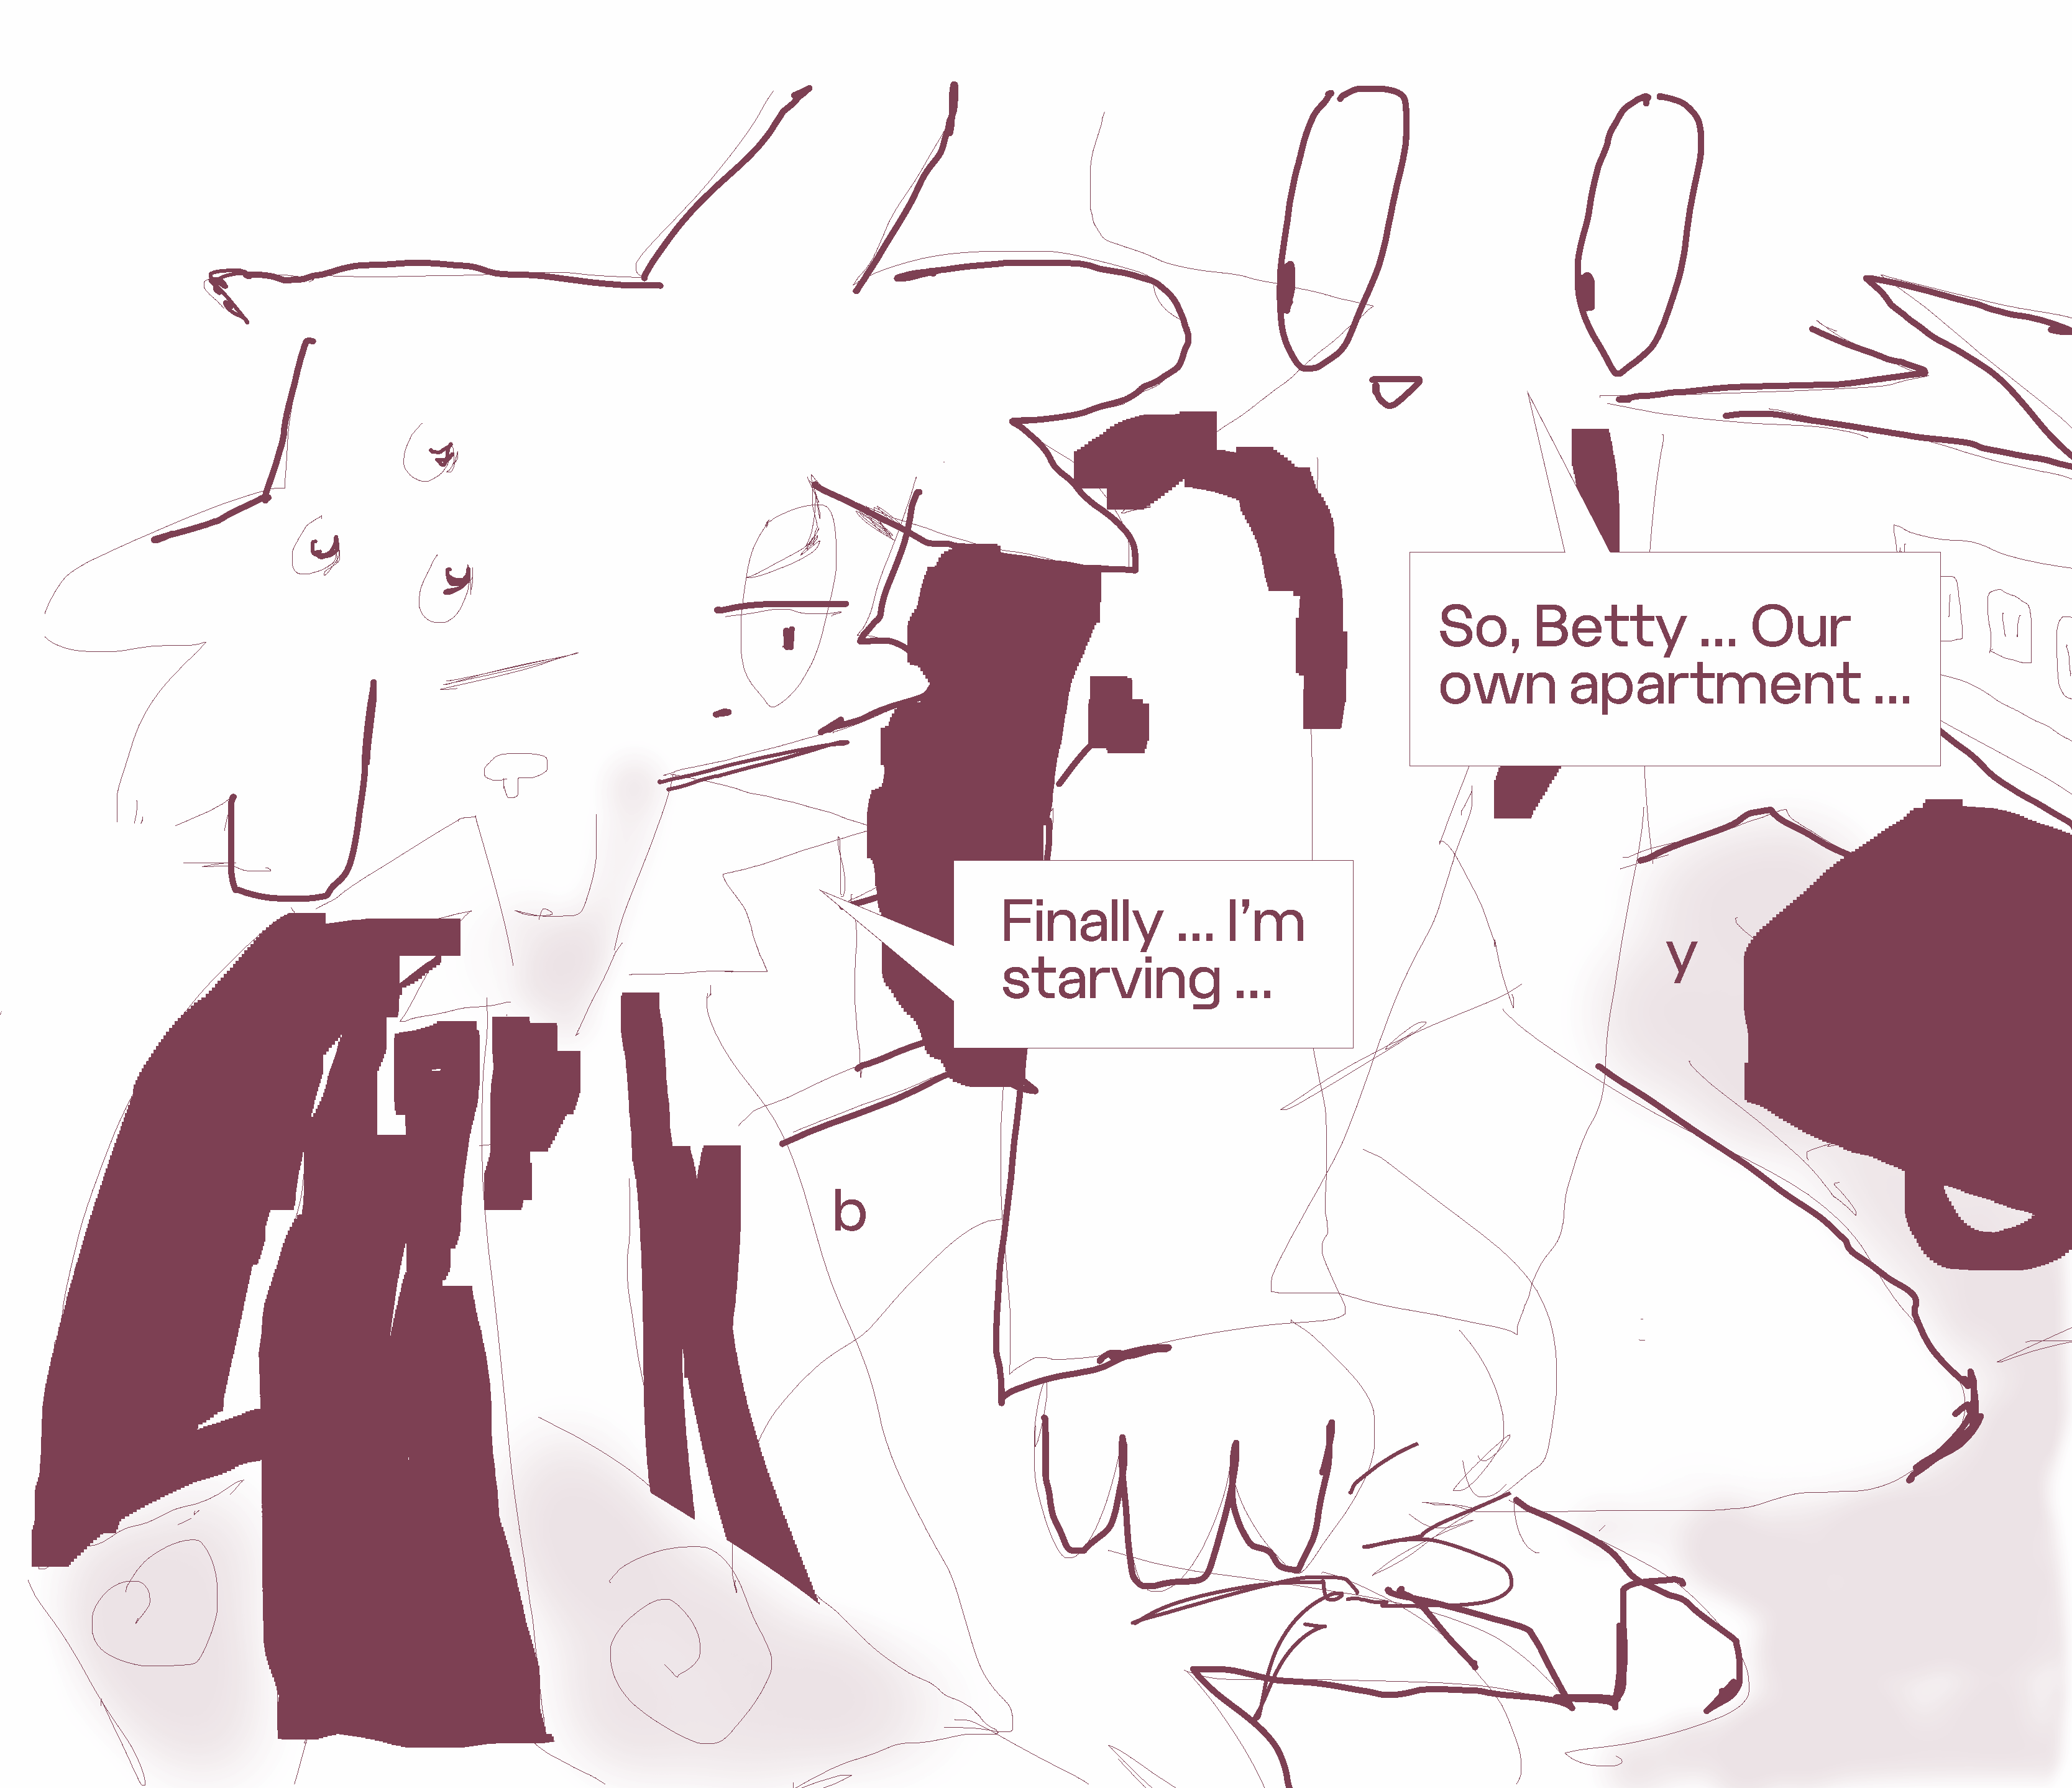 So, Betty ... Our
own apartment ...
Finally ... I’m
starving ...
y
b